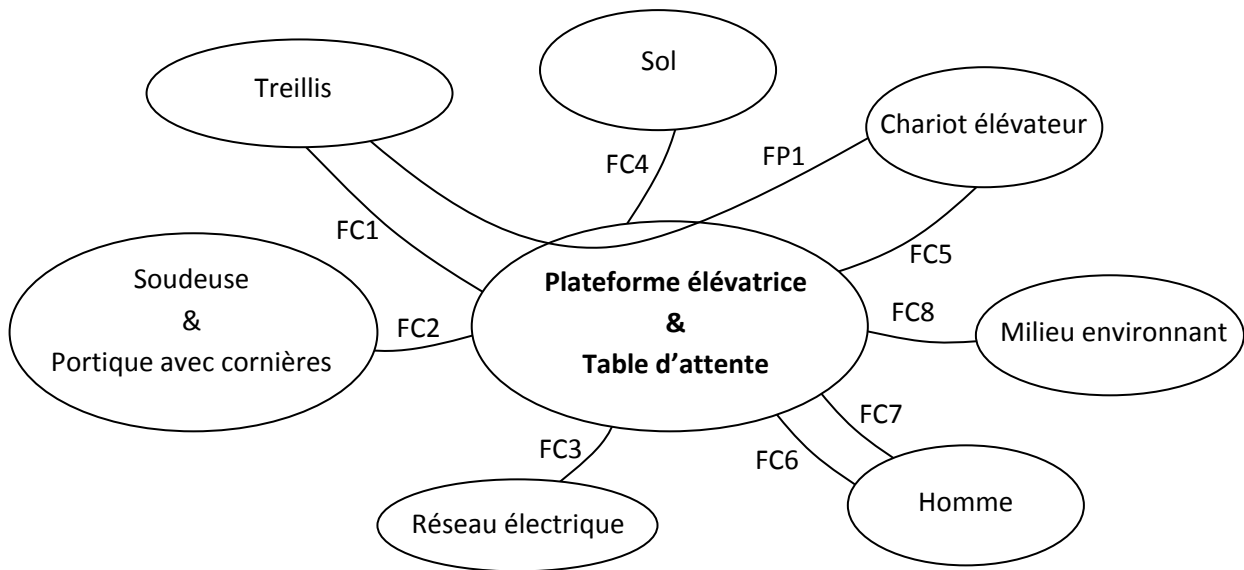 Treillis
Sol
Chariot élévateur
FC4
FP1
FC1
FC5
Soudeuse
&
Portique avec cornières
FC2
Plateforme élévatrice
&
Table d'attente
FC8
Milieu environnant
FC3
FC6
FC7
Réseau électrique
Homme